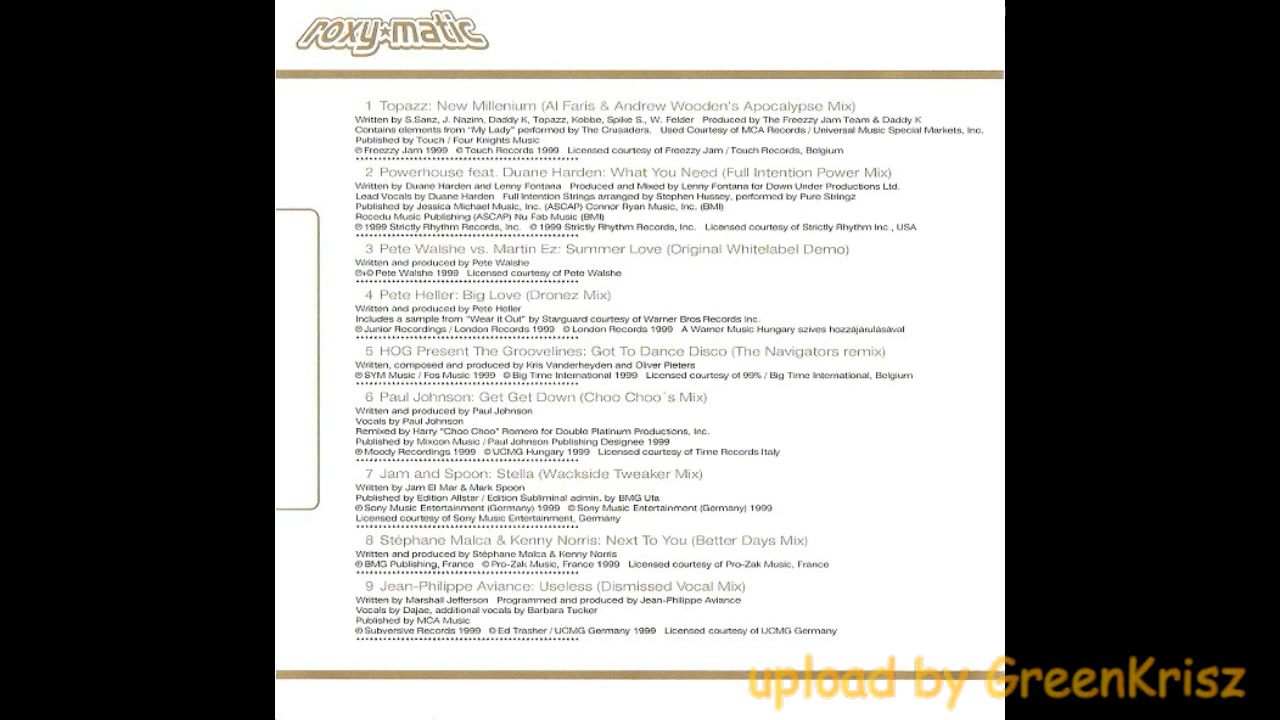 roxy★matic
1 Topazz: New Millenium (Al Faris & Andrew Wooden's Apocalypse Mix)
Written by S.Sanz, J. Nazim, Daddy K, Topazz, Kobbe, Spike S., W. Felder Produced by The Freezzy Jam Team & Daddy K
Contains elements from "My Lady" performed by The Crusaders. Used Courtesy of MCA Records / Universal Music Special Markets, Inc.
Published by Touch / Four Knights Music
℗ Freezzy Jam 1999 © Touch Records 1999 Licensed courtesy of Freezzy Jam / Touch Records, Belgium
2 Powerhouse feat. Duane Harden: What You Need (Full Intention Power Mix)
Written by Duane Harden and Lenny Fontana Produced and Mixed by Lenny Fontana for Down Under Productions Ltd.
Lead Vocals by Duane Harden Full Intention Strings arranged by Stephen Hussey, performed by Pure Stringz
Published by Jessica Michael Music, Inc. (ASCAP) Connor Ryan Music, Inc. (BMI)
Rocedu Music Publishing (ASCAP) Nu Fab Music (BMI)
℗ 1999 Strictly Rhythm Records, Inc. © 1999 Strictly Rhythm Records, Inc. Licensed courtesy of Strictly Rhythm Inc., USA
3 Pete Walshe vs. Martin Ez: Summer Love (Original Whitelabel Demo)
Written and produced by Pete Walshe
℗+© Pete Walshe 1999 Licensed courtesy of Pete Walshe
4 Pete Heller: Big Love (Dronez Mix)
Written and produced by Pete Heller
Includes a sample from "Wear it Out" by Starguard courtesy of Warner Bros Records Inc.
℗ Junior Recordings / London Records 1999 © London Records 1999 A Warner Music Hungary szíves hozzájárulásával
5 HOG Present The Groovelines: Got To Dance Disco (The Navigators remix)
Written, composed and produced by Kris Vanderheyden and Oliver Pieters
℗ SYM Music / Fos Music 1999 © Big Time International 1999 Licensed courtesy of 99% / Big Time International, Belgium
6 Paul Johnson: Get Get Down (Choo Choo´s Mix)
Written and produced by Paul Johnson
Vocals by Paul Johnson
Remixed by Harry "Choo Choo" Romero for Double Platinum Productions, Inc.
Published by Mixcon Music / Paul Johnson Publishing Designee 1999
℗ Moody Recordings 1999 © UCMG Hungary 1999 Licensed courtesy of Time Records Italy
7 Jam and Spoon: Stella (Wackside Tweaker Mix)
Written by Jam El Mar & Mark Spoon
Published by Edition Allstar / Edition Subliminal admin. by BMG Ufa
℗ Sony Music Entertainment (Germany) 1999 © Sony Music Entertainment (Germany) 1999
Licensed courtesy of Sony Music Entertainment, Germany
8 Stéphane Malca & Kenny Norris: Next To You (Better Days Mix)
Written and produced by Stéphane Malca & Kenny Norris
℗ BMG Publishing, France © Pro-Zak Music, France 1999 Licensed courtesy of Pro-Zak Music, France
9 Jean-Philippe Aviance: Useless (Dismissed Vocal Mix)
Written by Marshall Jefferson Programmed and produced by Jean-Philippe Aviance
Vocals by Dajae, additional vocals by Barbara Tucker
Published by MCA Music
℗ Subversive Records 1999 © Ed Trasher / UCMG Germany 1999 Licensed courtesy of UCMG Germany
upload by GreenKrisz